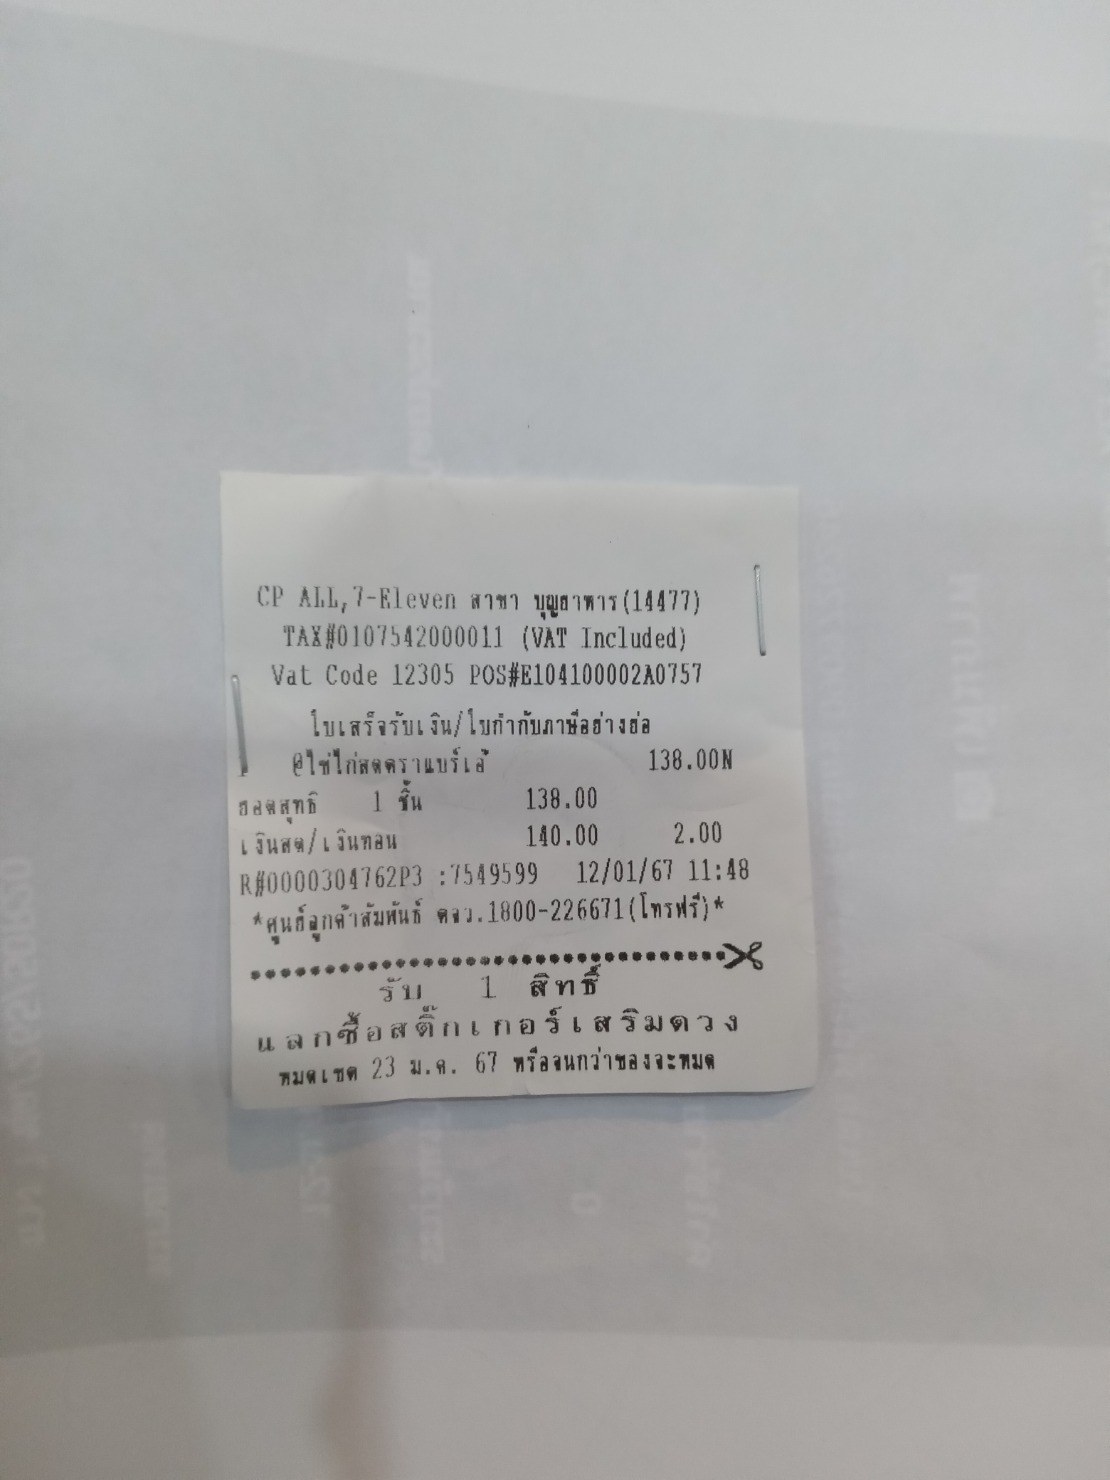 CP ALL,7-Eleven สาขา บุญธาหาร(14477)
TAX#0107542000011 (VAT Included)
Vat Code 12305 POS#E104100002A0757
ใบเสร็จรับเงิน/ใบกำกับภาษีอย่างย่อ
@ไข่ไก่สดตราแบร์เอ้ 138.00N
ยอดสุทธิ 1 ชิ้น 138.00
เงินสด/เงินทอน 140.00 2.00
R#0000304762P3 :7549599 12/01/67 11:48
*ศูนย์ลูกค้าสัมพันธ์ ตจว.1800-226671(โทรฟรี)*
รับ 1 สิทธิ์
แลกซื้อสติ๊กเกอร์เสริมดวง
หมดเขต 23 ม.ค. 67 หรือจนกว่าของจะหมด